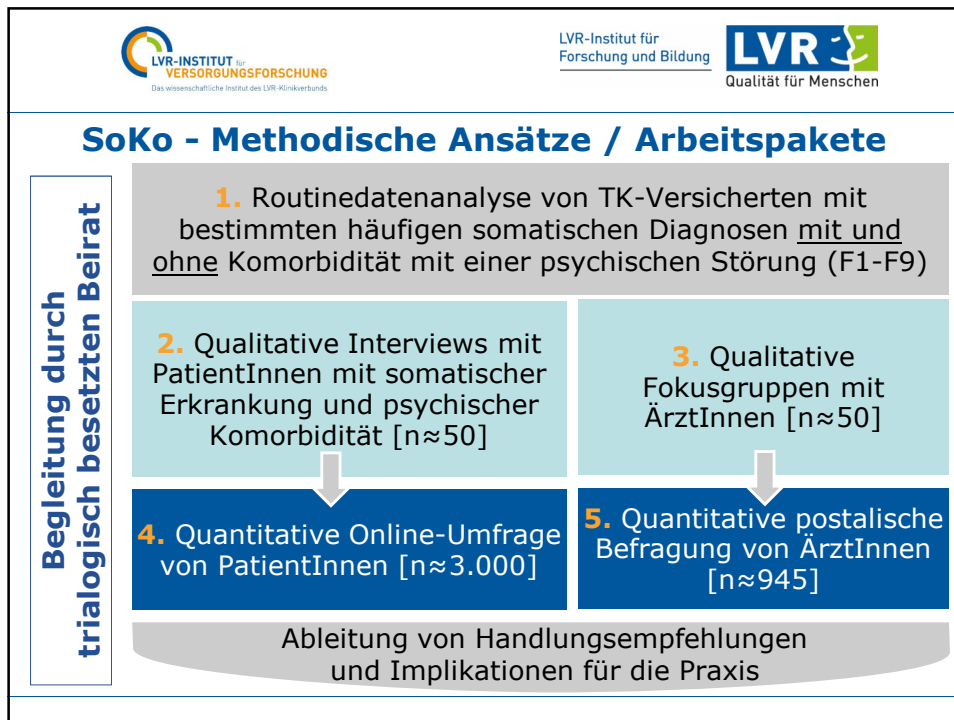 LVR-INSTITUT für
VERSORGUNGSFORSCHUNG
Das wissenschaftliche Institut des LVR-Klinikverbunds
LVR-Institut für
Forschung und Bildung
LVR
Qualität für Menschen
SoKo - Methodische Ansätze / Arbeitspakete
Begleitung durch
trialogisch besetzten Beirat
1. Routinedatenanalyse von TK-Versicherten mit
bestimmten häufigen somatischen Diagnosen mit und
ohne Komorbidität mit einer psychischen Störung (F1-F9)
2. Qualitative Interviews mit
PatientInnen mit somatischer
Erkrankung und psychischer
Komorbidität [n≈50]
3. Qualitative
Fokusgruppen mit
ÄrztInnen [n≈50]
4. Quantitative Online-Umfrage
von PatientInnen [n≈3.000]
5. Quantitative postalische
Befragung von ÄrztInnen
[n≈945]
Ableitung von Handlungsempfehlungen
und Implikationen für die Praxis